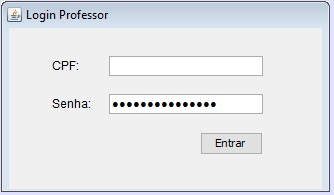 Login Professor
CPF:
Senha: •••••••••••••••
Entrar